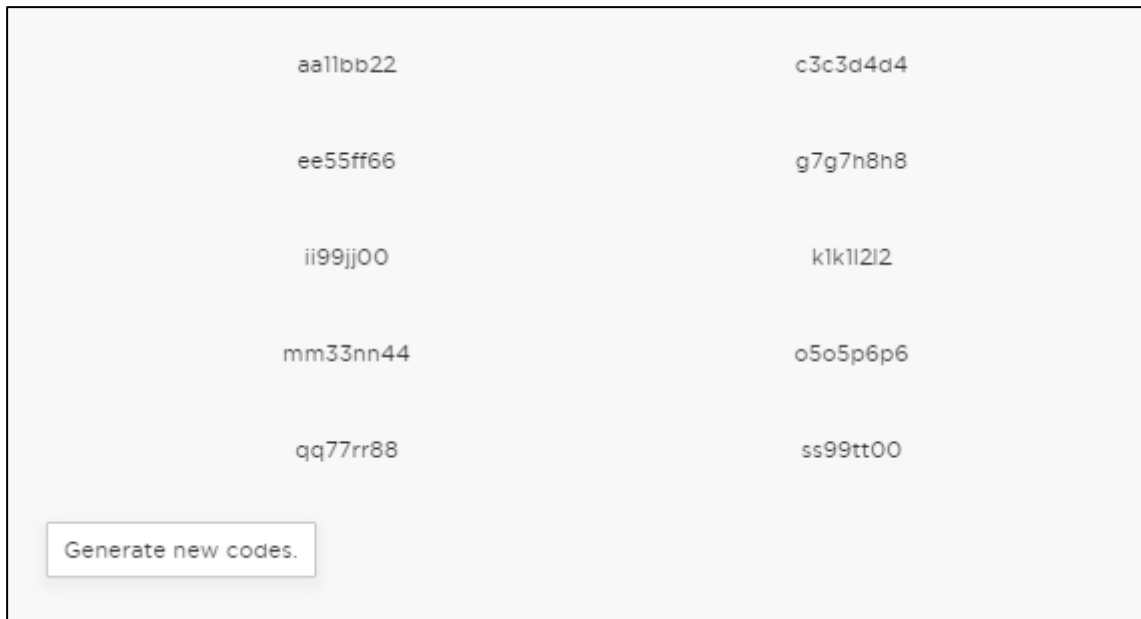 aa11bb22 c3c3d4d4
ee55ff66 g7g7h8h8
ii99jj00 k1k1l2l2
mm33nn44 o5o5p6p6
qq77rr88 ss99tt00
Generate new codes.